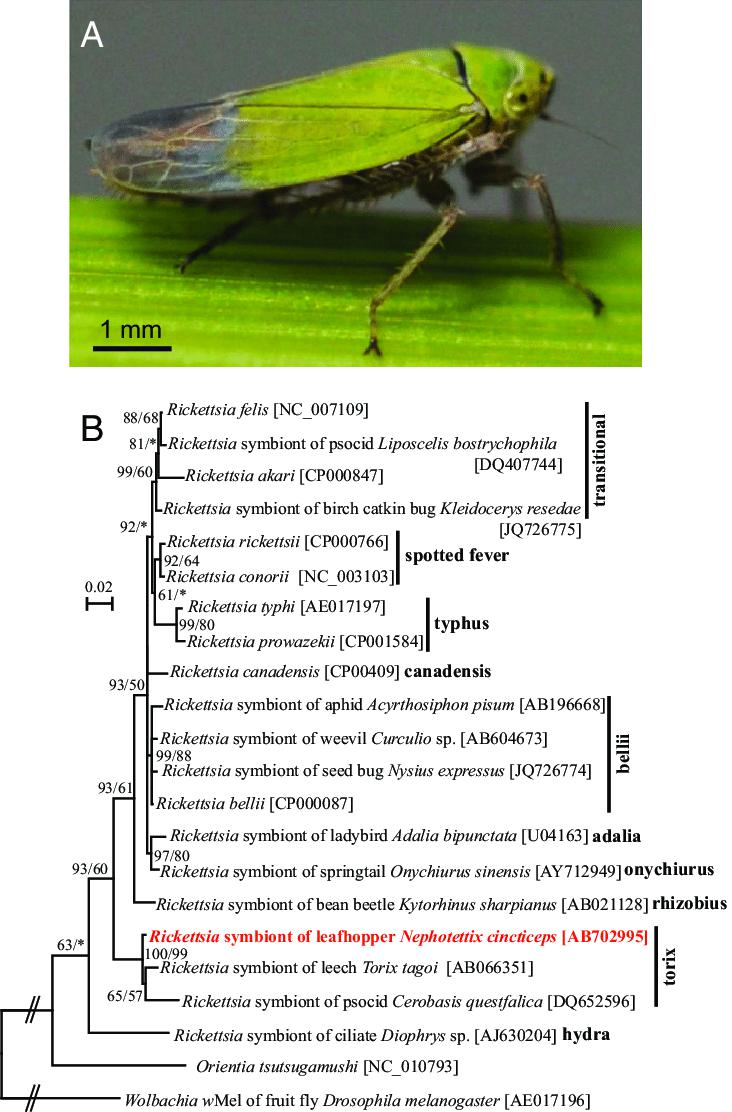 A
1 mm
B
88/68
Rickettsia felis [NC_007109]
81/*
Rickettsia symbiont of psocid Liposcelis bostrychophila
[DQ407744]
99/60
Rickettsia akari [CP000847]
Rickettsia symbiont of birch catkin bug Kleidocerys resedae
[JQ726775]
transitional
92/*
Rickettsia rickettsii [CP000766]
92/64
Rickettsia conorii [NC_003103]
spotted fever
0.02
61/*
Rickettsia typhi [AE017197]
99/80
Rickettsia prowazekii [CP001584]
typhus
Rickettsia canadensis [CP00409] canadensis
93/50
Rickettsia symbiont of aphid Acyrthosiphon pisum [AB196668]
Rickettsia symbiont of weevil Curculio sp. [AB604673]
99/88
Rickettsia symbiont of seed bug Nysius expressus [JQ726774]
Rickettsia bellii [CP000087]
bellii
93/61
Rickettsia symbiont of ladybird Adalia bipunctata [U04163] adalia
97/80
Rickettsia symbiont of springtail Onychiurus sinensis [AY712949] onychiurus
93/60
Rickettsia symbiont of bean beetle Kytorhinus sharpianus [AB021128] rhizobius
Rickettsia symbiont of leafhopper Nephotettix cincticeps [AB702995]
63/*
100/99
Rickettsia symbiont of leech Torix tagoi [AB066351]
65/57
Rickettsia symbiont of psocid Cerobasis questfalica [DQ652596]
torix
Rickettsia symbiont of ciliate Diophrys sp. [AJ630204] hydra
Orientia tsutsugamushi [NC_010793]
Wolbachia wMel of fruit fly Drosophila melanogaster [AE017196]